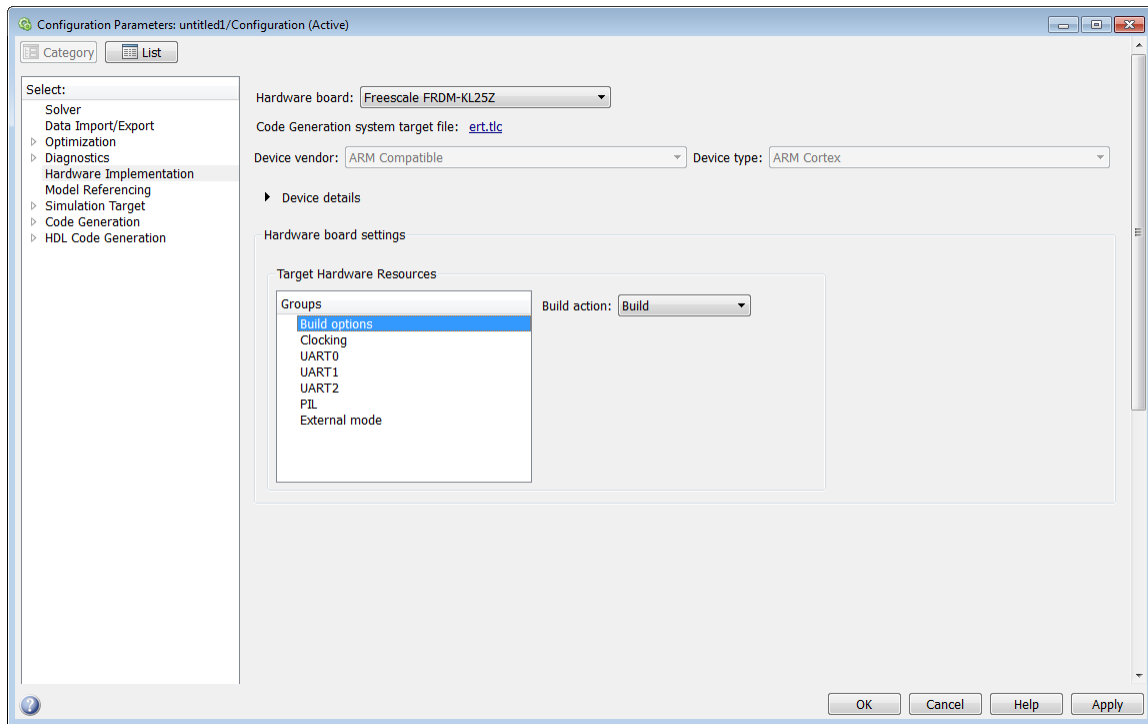 Configuration Parameters: untitled1/Configuration (Active)
Category List
Select:
Solver
Data Import/Export
Optimization
Diagnostics
Hardware Implementation
Model Referencing
Simulation Target
Code Generation
HDL Code Generation
Hardware board: Freescale FRDM-KL25Z
Code Generation system target file: ert.tlc
Device vendor: ARM Compatible Device type: ARM Cortex
Device details
Hardware board settings
Target Hardware Resources
Groups
Build options
Clocking
UART0
UART1
UART2
PIL
External mode
Build action: Build
OK Cancel Help Apply